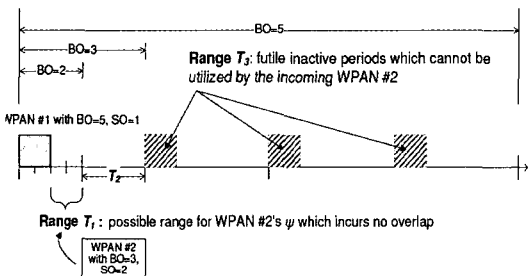 BO=5
BO=3
BO=2
Range T3: futile inactive periods which cannot be
utilized by the incoming WPAN #2
WPAN #1 with BO=5, SO=1
T2
Range T1 : possible range for WPAN #2's ψ which incurs no overlap
WPAN #2
with BO=3,
SO=2